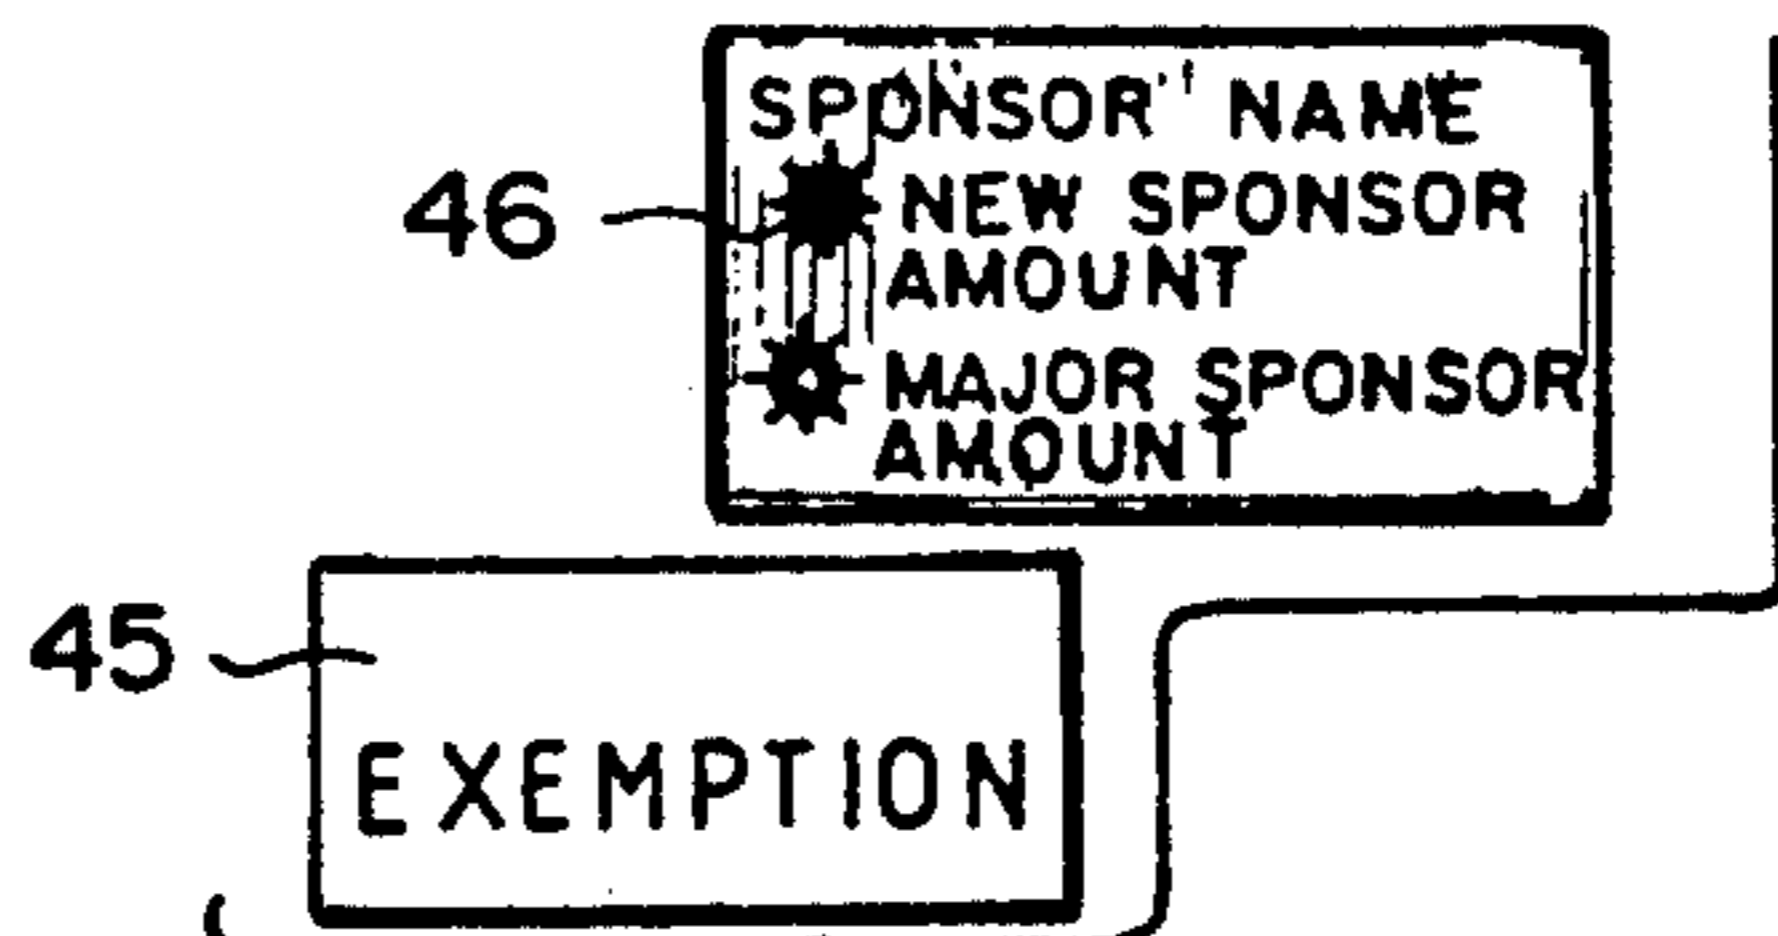 SPONSOR" NAME
46
NEW SPONSOR
AMOUNT
MAJOR SPONSOR
AMOUNT
45
EXEMPTION